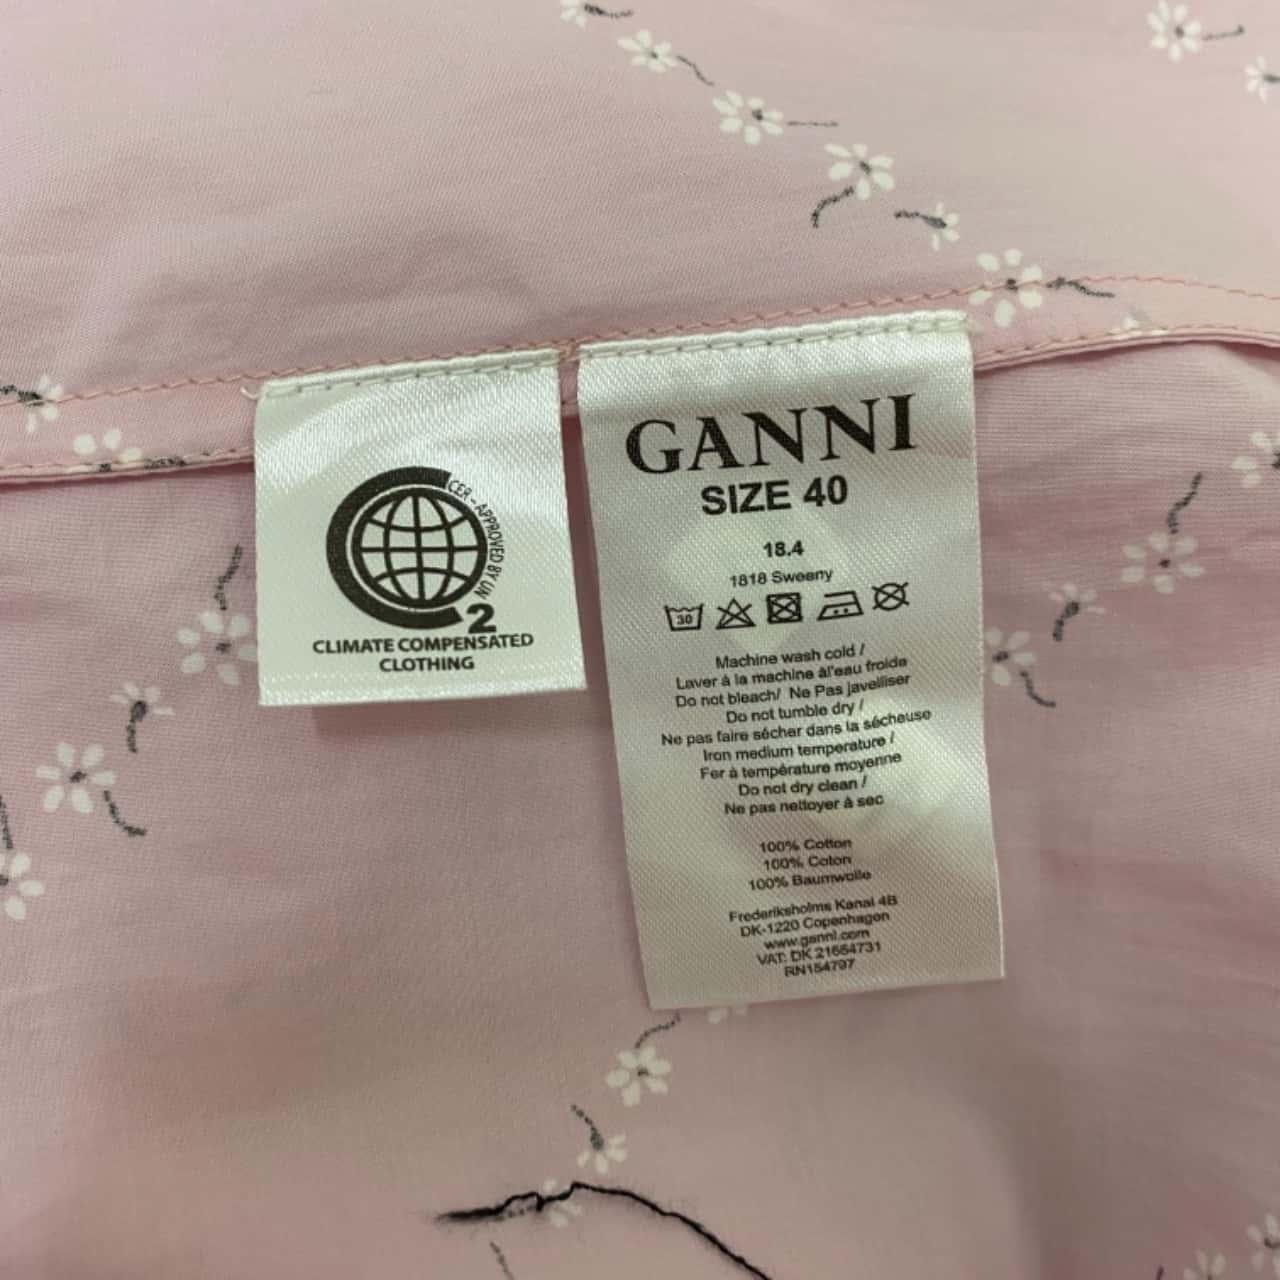 CER - APPROVED BY UN
2
CLIMATE COMPENSATED
CLOTHING
GANNI
SIZE 40
18.4
1818 Sweeny
30
Machine wash cold /
Laver à la machine àl'eau froide
Do not bleach/ Ne Pas javelliser
Do not tumble dry /
Ne pas faire sécher dans la sécheuse
Iron medium temperature /
Fer à température moyenne
Do not dry clean /
Ne pas nettoyer à sec
100% Cotton
100% Coton
100% Baumwolle
Frederiksholms Kanal 4B
DK-1220 Copenhagen
www.ganni.com
VAT: DK 21654731
RN154797